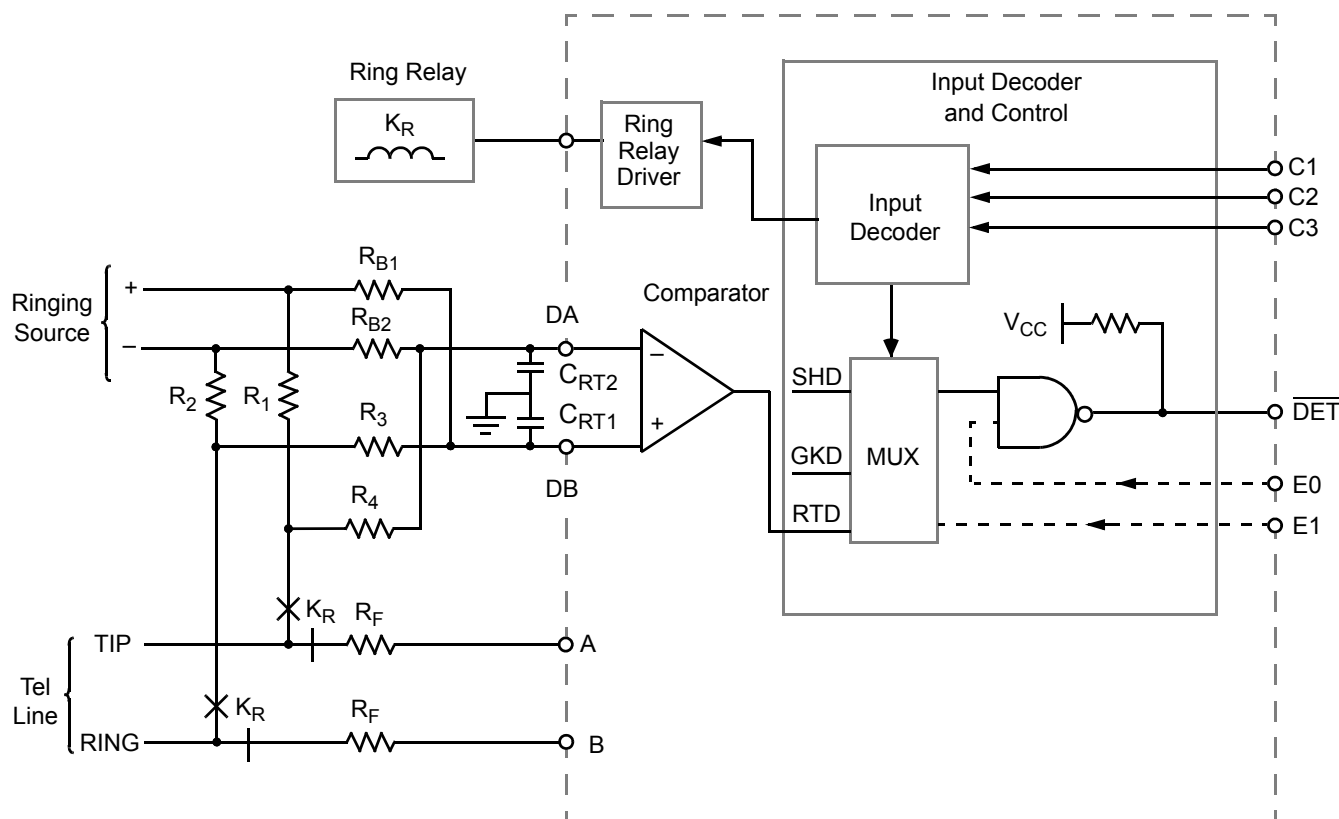 Ring Relay
K_R
Ring
Relay
Driver
Input Decoder
and Control
Input
Decoder
C1
C2
C3
Ringing
Source
+
–
R_B1
R_B2
R_2
R_1
R_3
R_4
DA
C_RT2
C_RT1
DB
Comparator
–
+
V_CC
SHD
GKD
RTD
MUX
DET
E0
E1
Tel
Line
TIP
K_R
R_F
A
RING
K_R
R_F
B